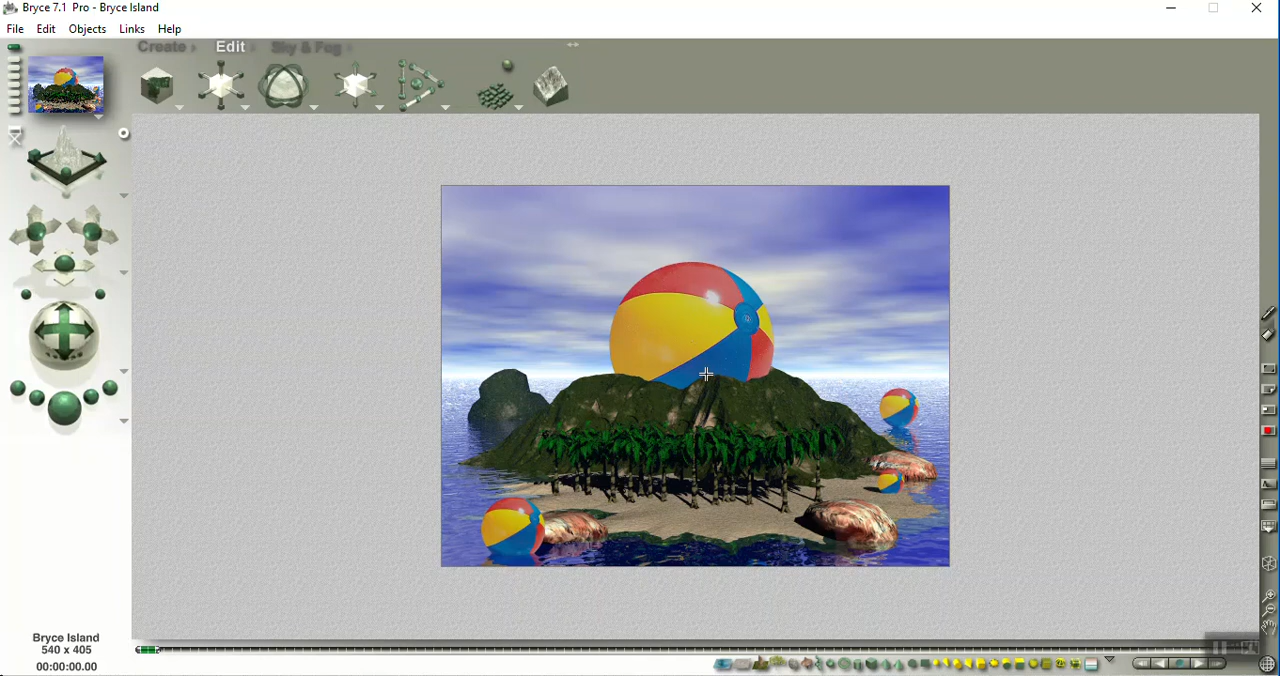 Bryce 7.1 Pro - Bryce Island
File Edit Objects Links Help
Create Edit Sky & Fog
Bryce Island
540 x 405
00:00:00.00